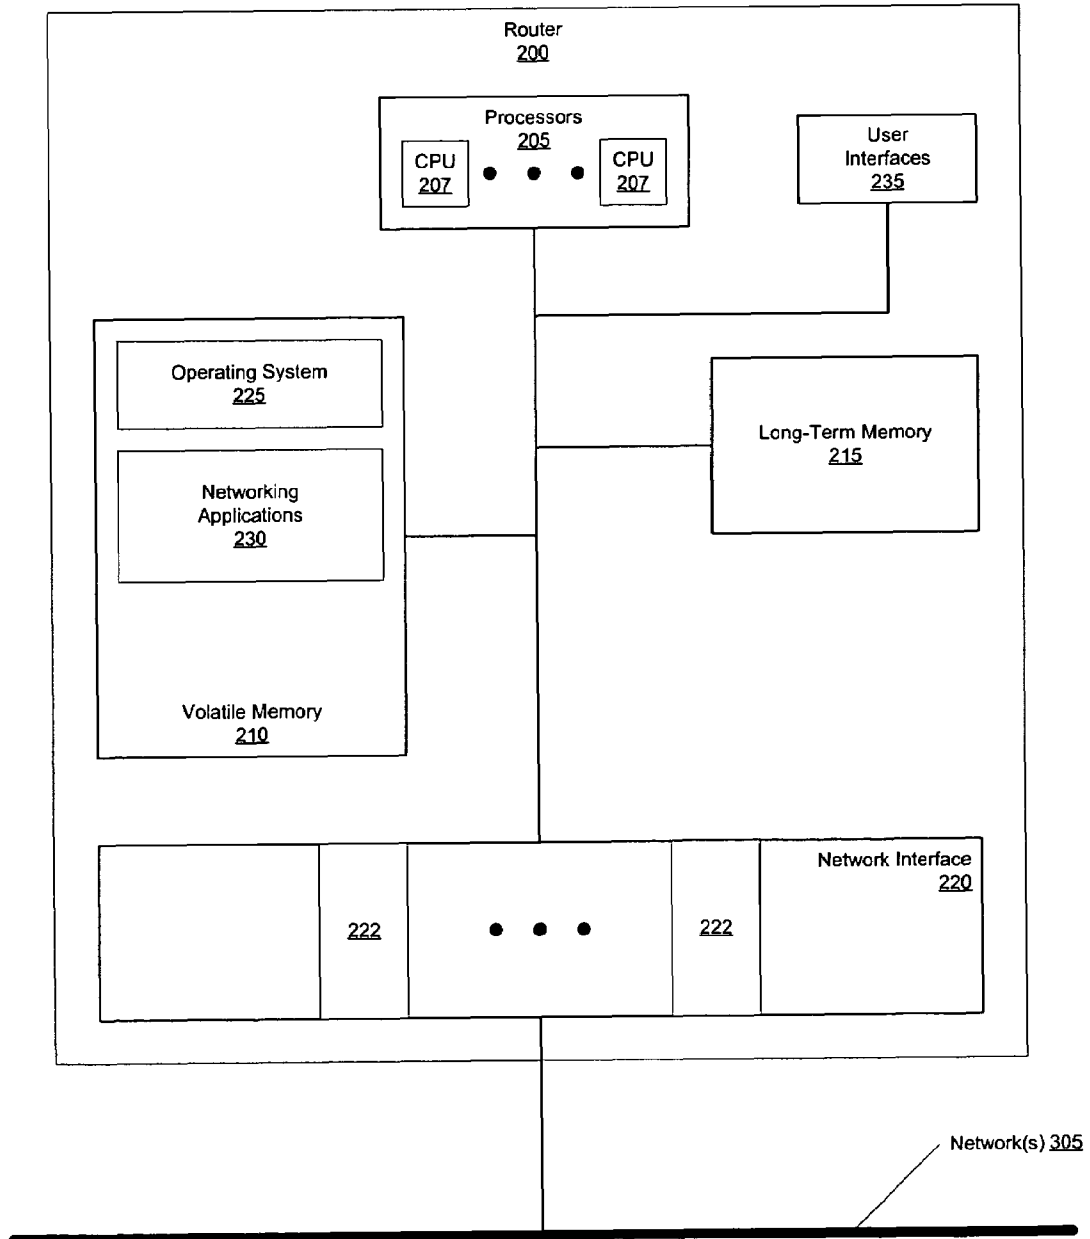 Router
200
Processors
205
CPU
207
CPU
207
User
Interfaces
235
Operating System
225
Networking
Applications
230
Volatile Memory
210
Long-Term Memory
215
Network Interface
220
222
222
Network(s) 305